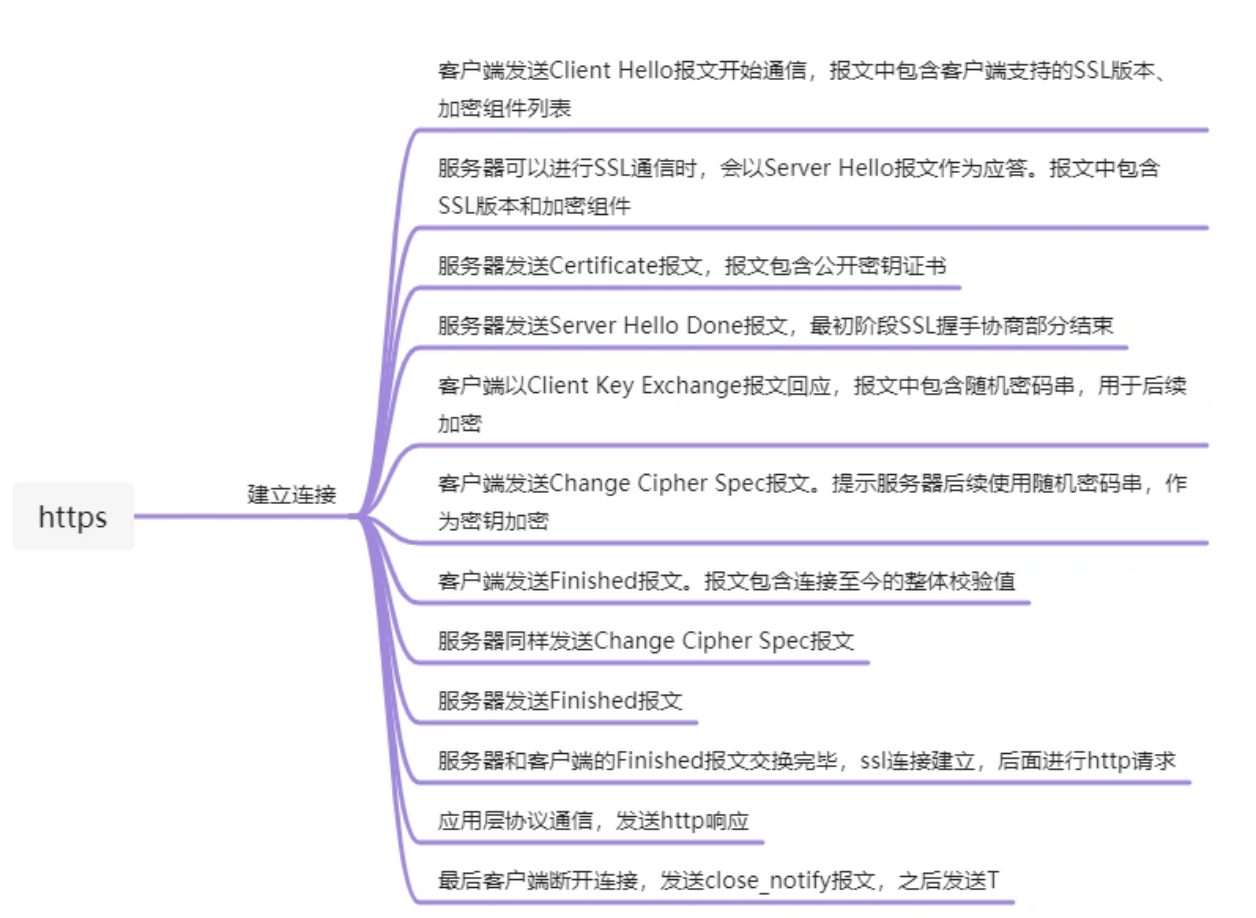 客户端发送Client Hello报文开始通信，报文中包含客户端支持的SSL版本、
加密组件列表
服务器可以进行SSL通信时，会以Server Hello报文作为应答。报文中包含
SSL版本和加密组件
服务器发送Certificate报文，报文包含公开密钥证书
服务器发送Server Hello Done报文，最初阶段SSL握手协商部分结束
客户端以Client Key Exchange报文回应，报文中包含随机密码串，用于后续
加密
https
建立连接
客户端发送Change Cipher Spec报文。提示服务器后续使用随机密码串，作
为密钥加密
客户端发送Finished报文。报文包含连接至今的整体校验值
服务器同样发送Change Cipher Spec报文
服务器发送Finished报文
服务器和客户端的Finished报文交换完毕，ssl连接建立，后面进行http请求
应用层协议通信，发送http响应
最后客户端断开连接，发送close_notify报文，之后发送T